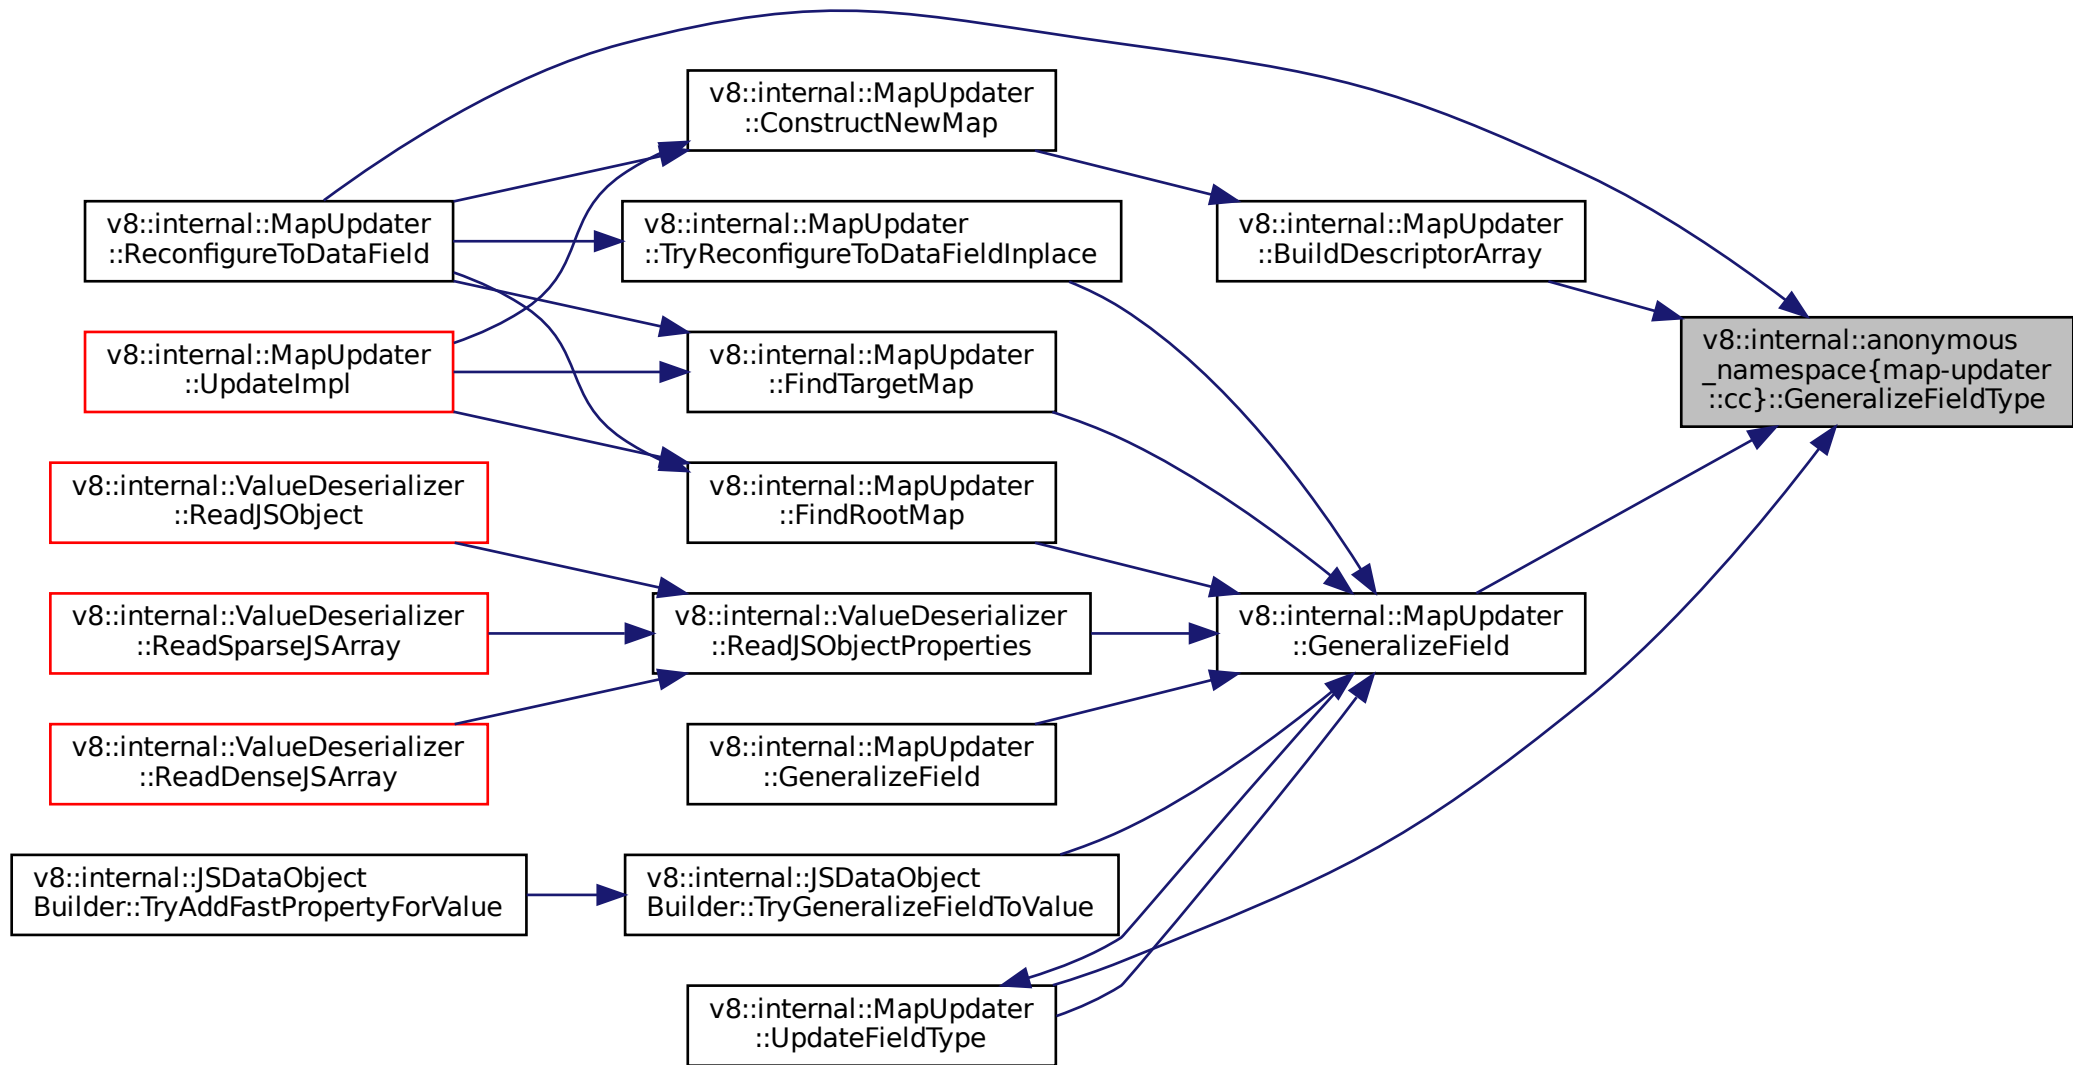 v8::internal::MapUpdater
::ConstructNewMap
v8::internal::MapUpdater
::ReconfigureToDataField
v8::internal::MapUpdater
::TryReconfigureToDataFieldInplace
v8::internal::MapUpdater
::BuildDescriptorArray
v8::internal::anonymous
_namespace{map-updater
::cc}::GeneralizeFieldType
v8::internal::MapUpdater
::UpdateImpl
v8::internal::MapUpdater
::FindTargetMap
v8::internal::ValueDeserializer
::ReadJSObject
v8::internal::MapUpdater
::FindRootMap
v8::internal::ValueDeserializer
::ReadSparseJSArray
v8::internal::ValueDeserializer
::ReadJSObjectProperties
v8::internal::MapUpdater
::GeneralizeField
v8::internal::ValueDeserializer
::ReadDenseJSArray
v8::internal::MapUpdater
::GeneralizeField
v8::internal::JSDataObject
Builder::TryAddFastPropertyForValue
v8::internal::JSDataObject
Builder::TryGeneralizeFieldToValue
v8::internal::MapUpdater
::UpdateFieldType